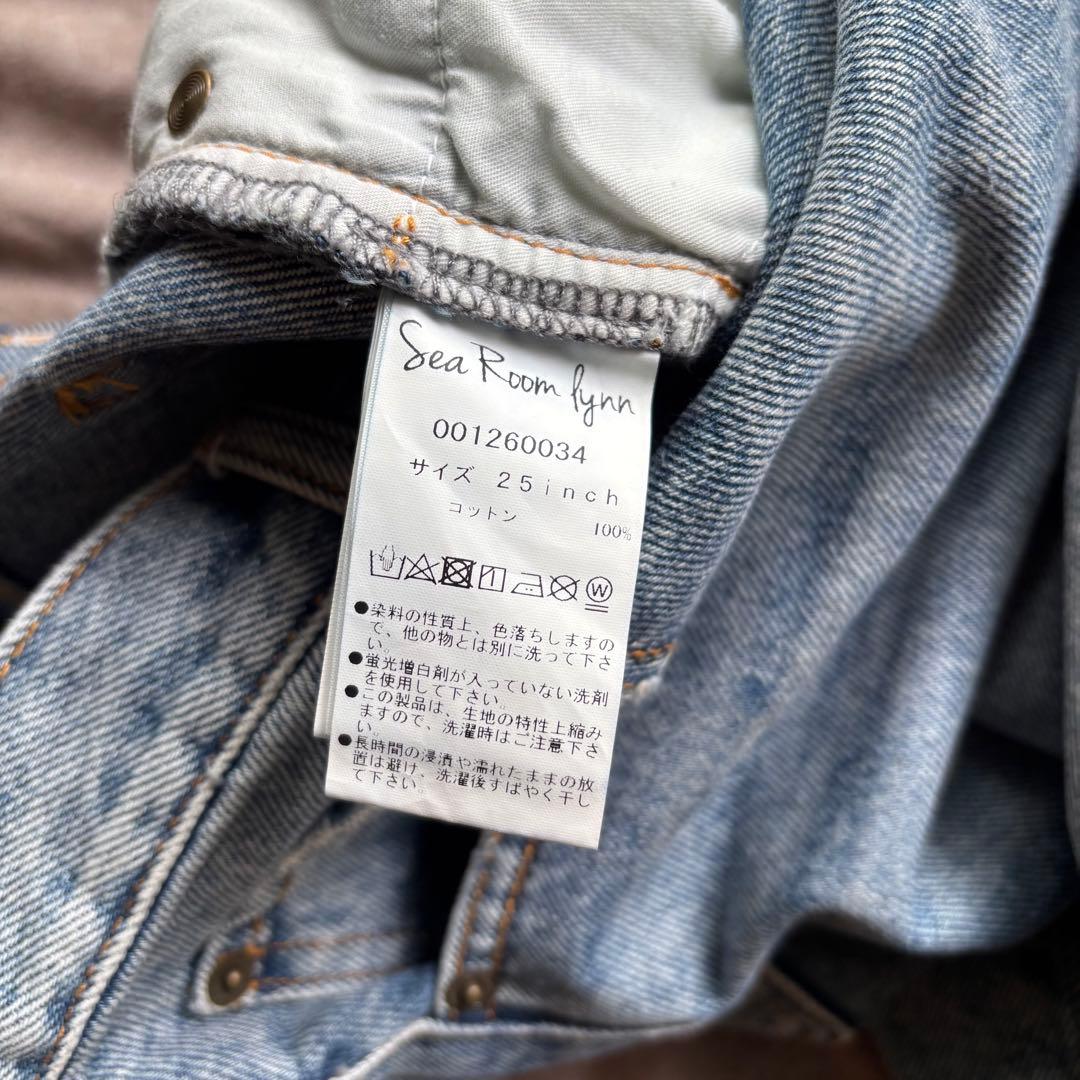 Sea Room lynn
001260034
サイズ 25inch
コットン 100%
W
●染料の性質上、色落ちしますの
で、他の物とは別に洗って下さ
い。
●蛍光増白剤が入っていない洗剤
を使用して下さい。
●この製品は、生地の特性上縮み
ますので、洗濯時はご注意下さ
い。
●長時間の浸漬や濡れたままの放
置は避け、洗濯後すばやく干し
て下さい。